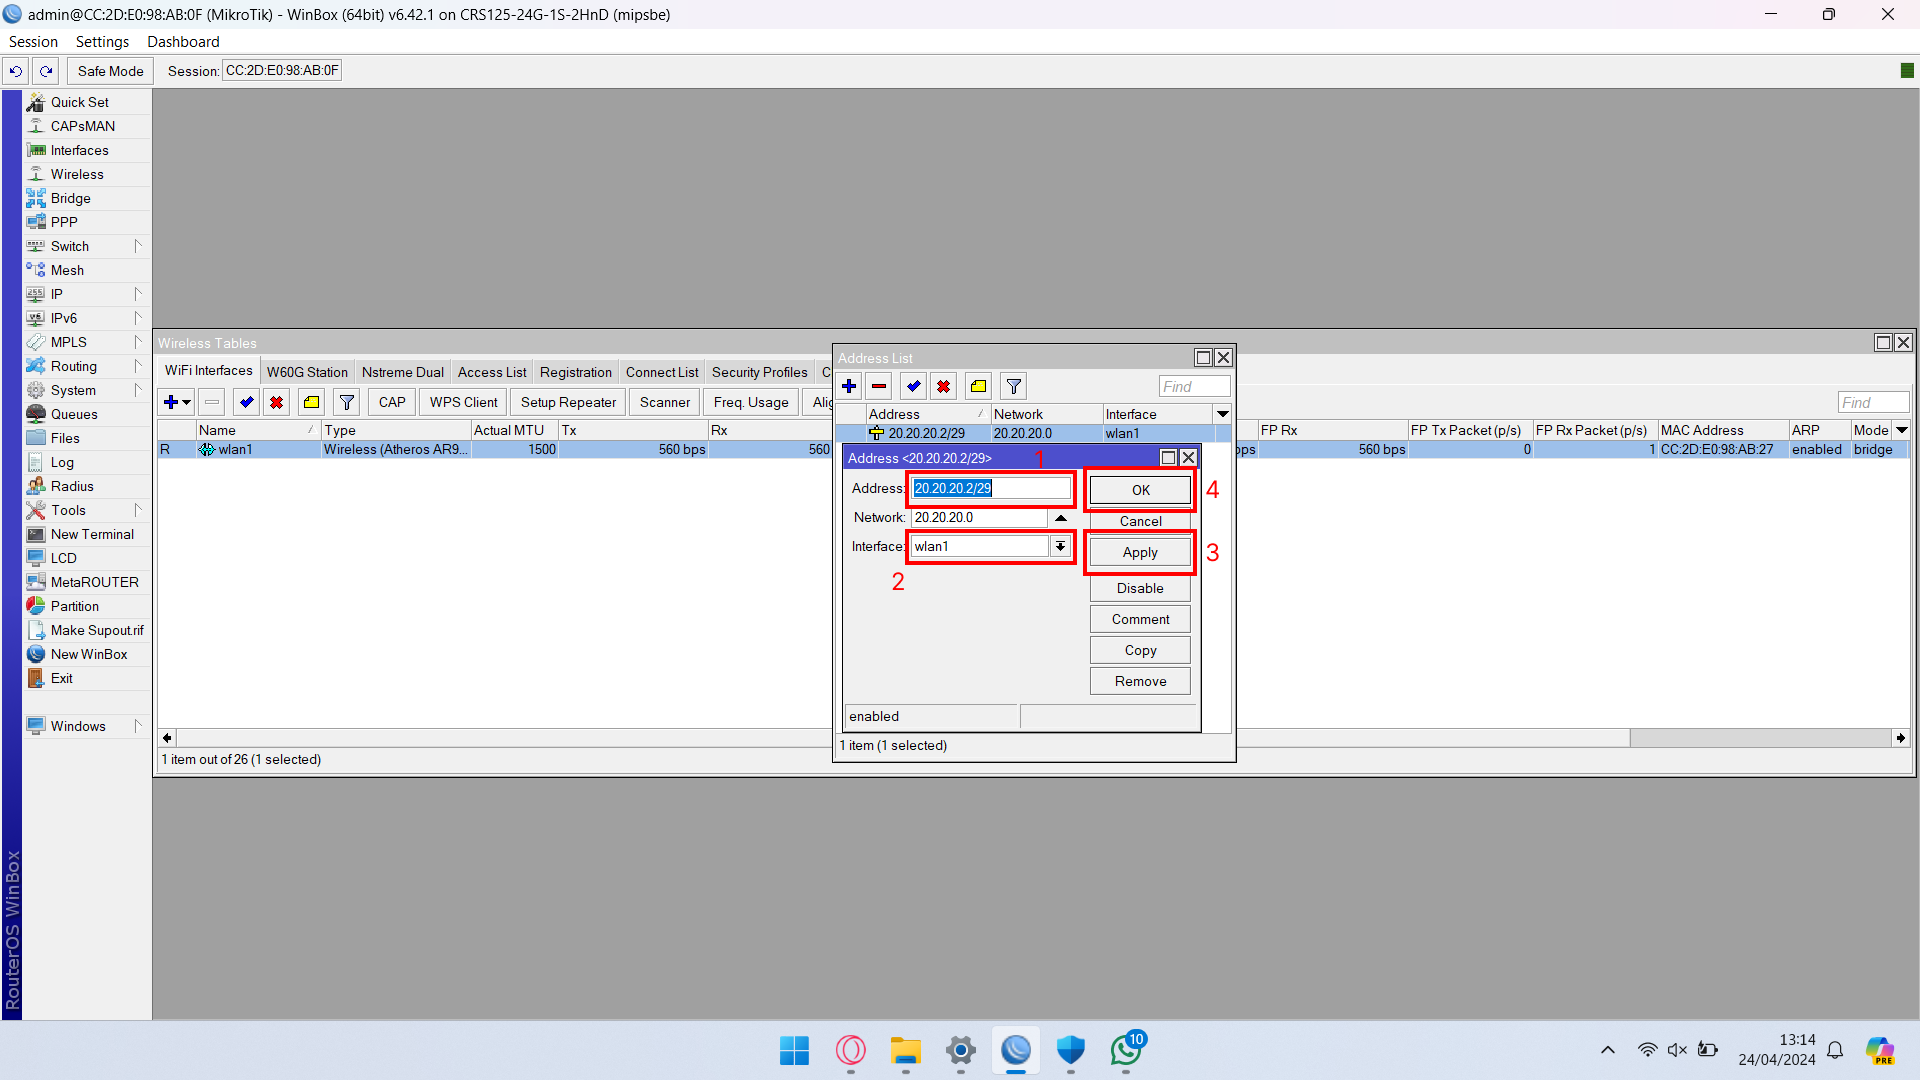 admin@CC:2D:E0:98:AB:0F (MikroTik) - WinBox (64bit) v6.42.1 on CRS125-24G-1S-2HnD (mipsbe)
Session Settings Dashboard
Safe Mode Session: CC:2D:E0:98:AB:0F
Quick Set
CAPsMAN
Interfaces
Wireless
Bridge
PPP
Switch
Mesh
IP
IPv6
MPLS
Routing
System
Queues
Files
Log
Radius
Tools
New Terminal
LCD
MetaROUTER
Partition
Make Supout.rif
New WinBox
Exit
Windows
RouterOS WinBox
Wireless Tables
WiFi Interfaces W60G Station Nstreme Dual Access List Registration Connect List Security Profiles C
CAP WPS Client Setup Repeater Scanner Freq. Usage Alig Find
Name Type Actual MTU Tx Rx FP Rx FP Tx Packet (p/s) FP Rx Packet (p/s) MAC Address ARP Mode
R wlan1 Wireless (Atheros AR9... 1500 560 bps 560 bps 560 bps 0 1 CC:2D:E0:98:AB:27 enabled bridge
1 item out of 26 (1 selected)
Address List
Find
Address Network Interface
20.20.20.2/29 20.20.20.0 wlan1
Address <20.20.20.2/29> 1
Address: 20.20.20.2/29 OK 4
Network: 20.20.20.0 Cancel
Interface: wlan1 Apply 3
2
Disable
Comment
Copy
Remove
enabled
1 item (1 selected)
10
13:14
24/04/2024
PRE